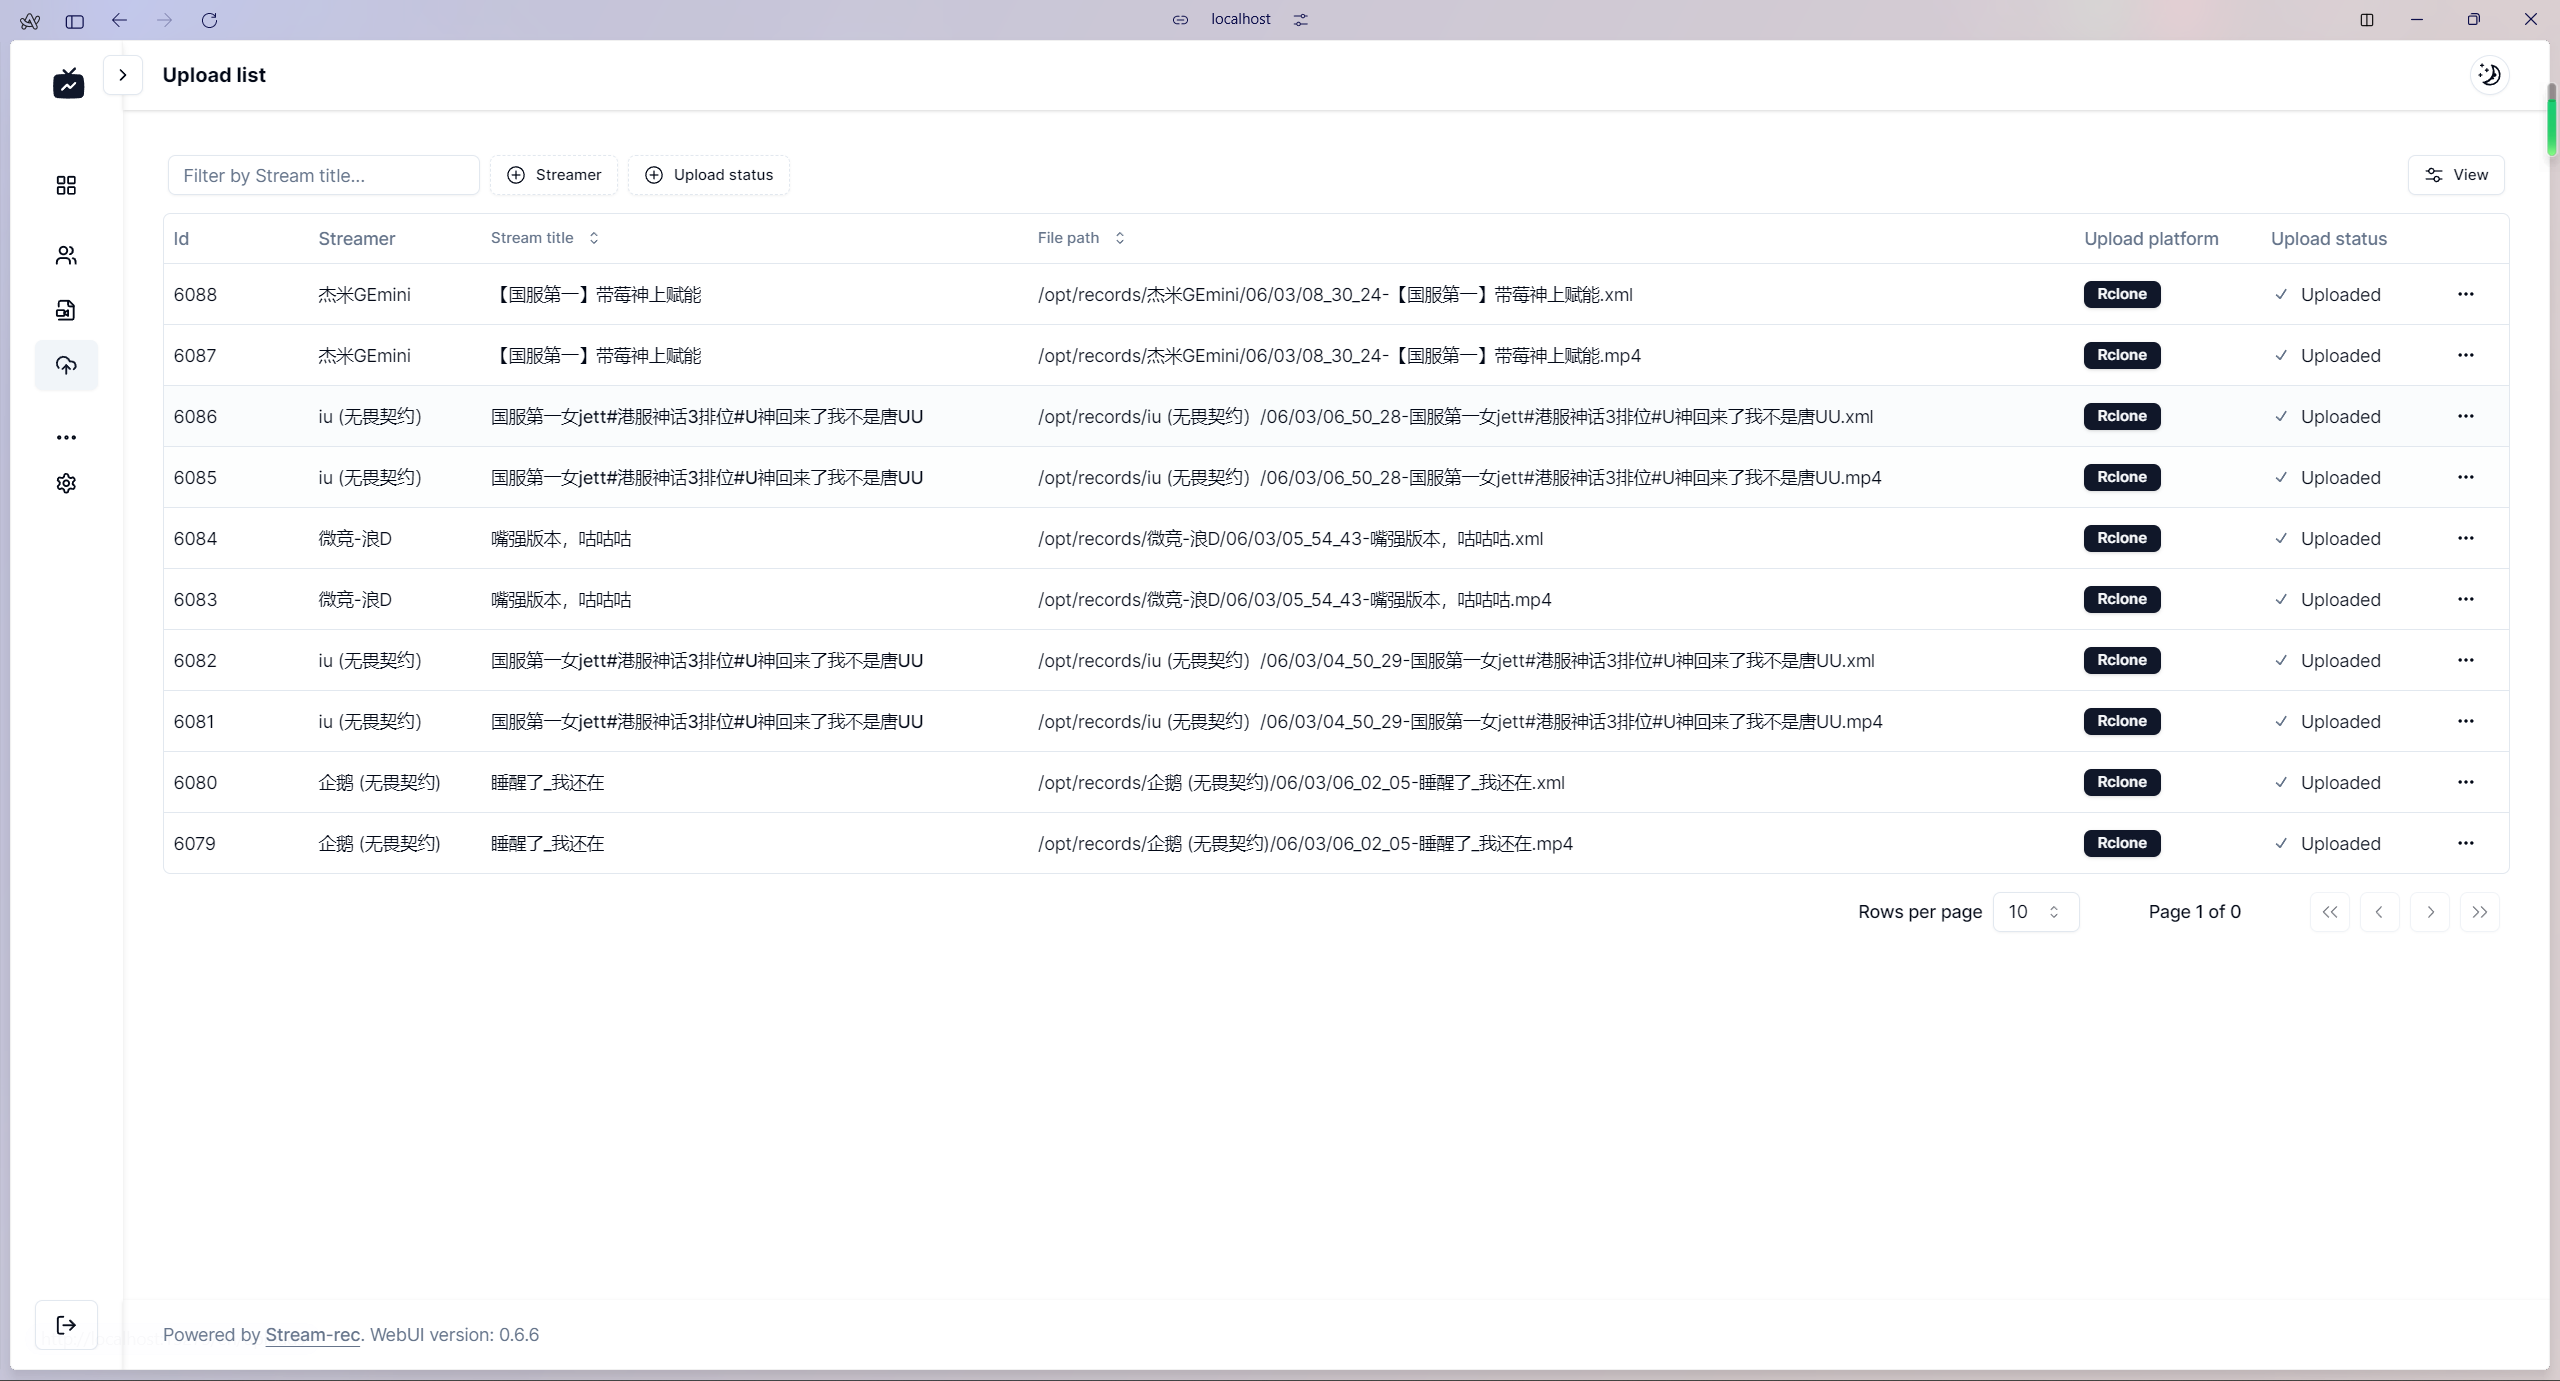 localhost
Upload list
Filter by Stream title...
Streamer
Upload status
View
Id Streamer Stream title File path Upload platform Upload status
6088 杰米GEmini 【国服第一】带莓神上赋能 /opt/records/杰米GEmini/06/03/08_30_24-【国服第一】带莓神上赋能.xml Rclone Uploaded
6087 杰米GEmini 【国服第一】带莓神上赋能 /opt/records/杰米GEmini/06/03/08_30_24-【国服第一】带莓神上赋能.mp4 Rclone Uploaded
6086 iu (无畏契约) 国服第一女jett#港服神话3排位#U神回来了我不是唐UU /opt/records/iu (无畏契约）/06/03/06_50_28-国服第一女jett#港服神话3排位#U神回来了我不是唐UU.xml Rclone Uploaded
6085 iu (无畏契约) 国服第一女jett#港服神话3排位#U神回来了我不是唐UU /opt/records/iu (无畏契约）/06/03/06_50_28-国服第一女jett#港服神话3排位#U神回来了我不是唐UU.mp4 Rclone Uploaded
6084 微竞-浪D 嘴强版本，咕咕咕 /opt/records/微竞-浪D/06/03/05_54_43-嘴强版本，咕咕咕.xml Rclone Uploaded
6083 微竞-浪D 嘴强版本，咕咕咕 /opt/records/微竞-浪D/06/03/05_54_43-嘴强版本，咕咕咕.mp4 Rclone Uploaded
6082 iu (无畏契约) 国服第一女jett#港服神话3排位#U神回来了我不是唐UU /opt/records/iu (无畏契约）/06/03/04_50_29-国服第一女jett#港服神话3排位#U神回来了我不是唐UU.xml Rclone Uploaded
6081 iu (无畏契约) 国服第一女jett#港服神话3排位#U神回来了我不是唐UU /opt/records/iu (无畏契约）/06/03/04_50_29-国服第一女jett#港服神话3排位#U神回来了我不是唐UU.mp4 Rclone Uploaded
6080 企鹅 (无畏契约) 睡醒了_我还在 /opt/records/企鹅 (无畏契约)/06/03/06_02_05-睡醒了_我还在.xml Rclone Uploaded
6079 企鹅 (无畏契约) 睡醒了_我还在 /opt/records/企鹅 (无畏契约)/06/03/06_02_05-睡醒了_我还在.mp4 Rclone Uploaded
Rows per page 10 Page 1 of 0
Powered by Stream-rec. WebUI version: 0.6.6